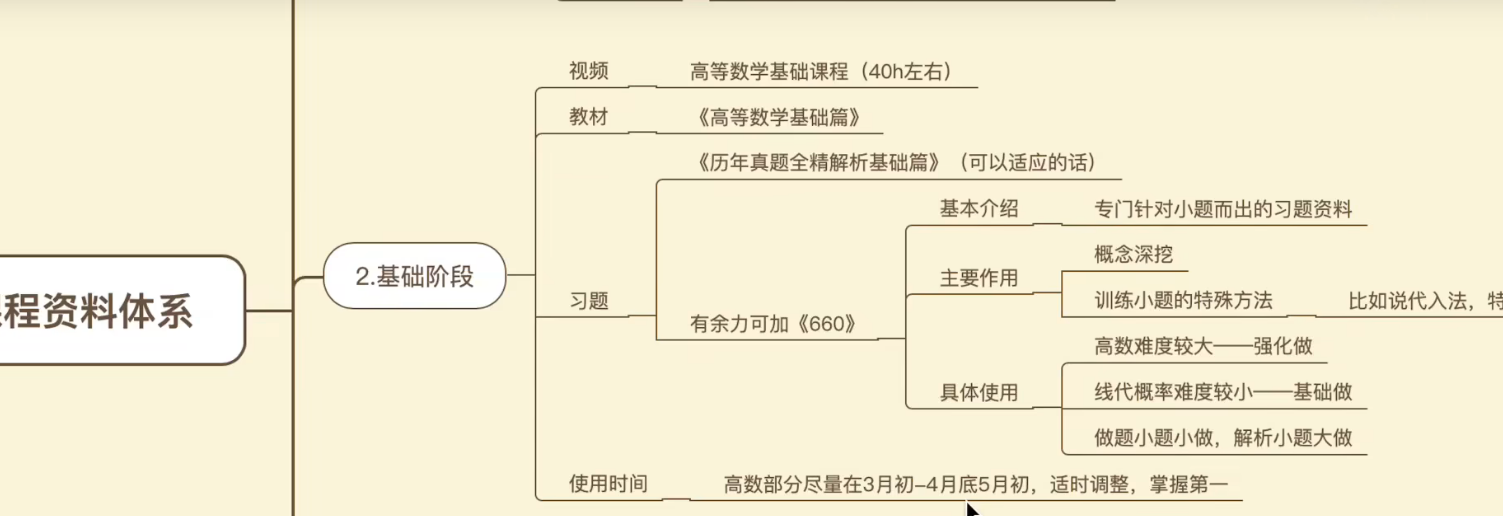 程资料体系
2.基础阶段
视频
高等数学基础课程（40h左右）
教材
《高等数学基础篇》
习题
《历年真题全精解析基础篇》（可以适应的话）
有余力可加《660》
基本介绍
专门针对小题而出的习题资料
主要作用
概念深挖
训练小题的特殊方法
比如说代入法，特
具体使用
高数难度较大——强化做
线代概率难度较小——基础做
做题小题小做，解析小题大做
使用时间
高数部分尽量在3月初–4月底5月初，适时调整，掌握第一